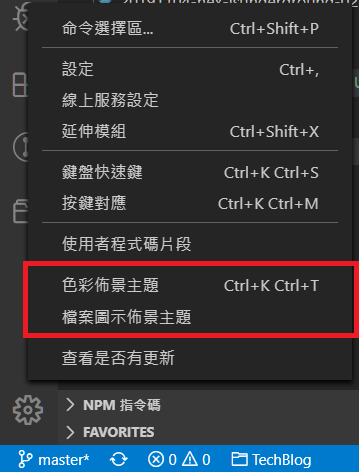 命令選擇區... Ctrl+Shift+P
設定 Ctrl+,
線上服務設定
延伸模組 Ctrl+Shift+X
鍵盤快速鍵 Ctrl+K Ctrl+S
按鍵對應 Ctrl+K Ctrl+M
使用者程式碼片段
色彩佈景主題 Ctrl+K Ctrl+T
檔案圖示佈景主題
查看是否有更新
NPM 指令碼
FAVORITES
master* 0 0 TechBlog